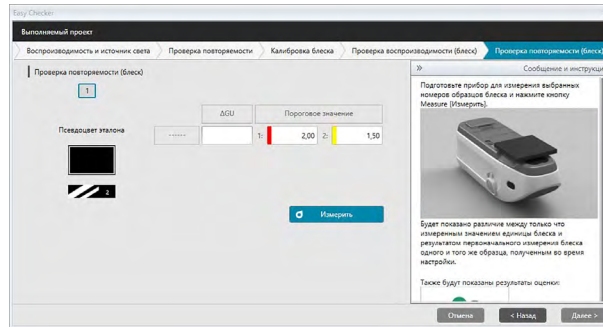 Easy Checker
Выполняемый проект
Воспроизводимость и источник света
Проверка повторяемости
Калибровка блеска
Проверка воспроизводимости (блеск)
Проверка повторяемости (блеск)
Проверка повторяемости (блеск)
1
ΔGU
Пороговое значение
Псевдоцвет эталона
------
1:
2,00
2:
1,50
2
Измерить
»
Сообщение и инструкци
Подготовьте прибор для измерения выбранных
номеров образцов блеска и нажмите кнопку
Measure (Измерить).
Будет показано различие между только что
измеренным значением единицы блеска и
результатом первоначального измерения блеска
одного и того же образца, полученным во время
настройки.
Также будут показаны результаты оценки:
Отмена
< Назад
Далее >